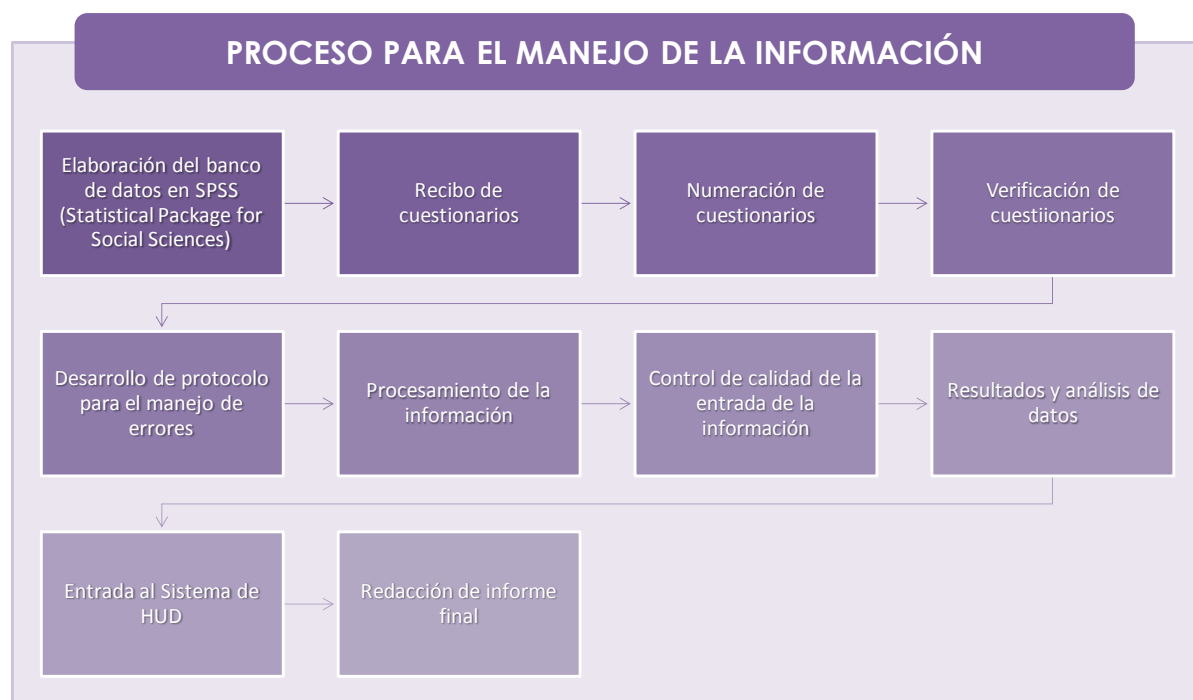 PROCESO PARA EL MANEJO DE LA INFORMACIÓN
Elaboración del banco
de datos en SPSS
(Statistical Package for
Social Sciences)
Recibo de
cuestionarios
Numeración de
cuestionarios
Verificación de
cuestiionarios
Desarrollo de protocolo
para el manejo de
errores
Procesamiento de la
información
Control de calidad de la
entrada de la
información
Resultados y análisis de
datos
Entrada al Sistema de
HUD
Redacción de informe
final